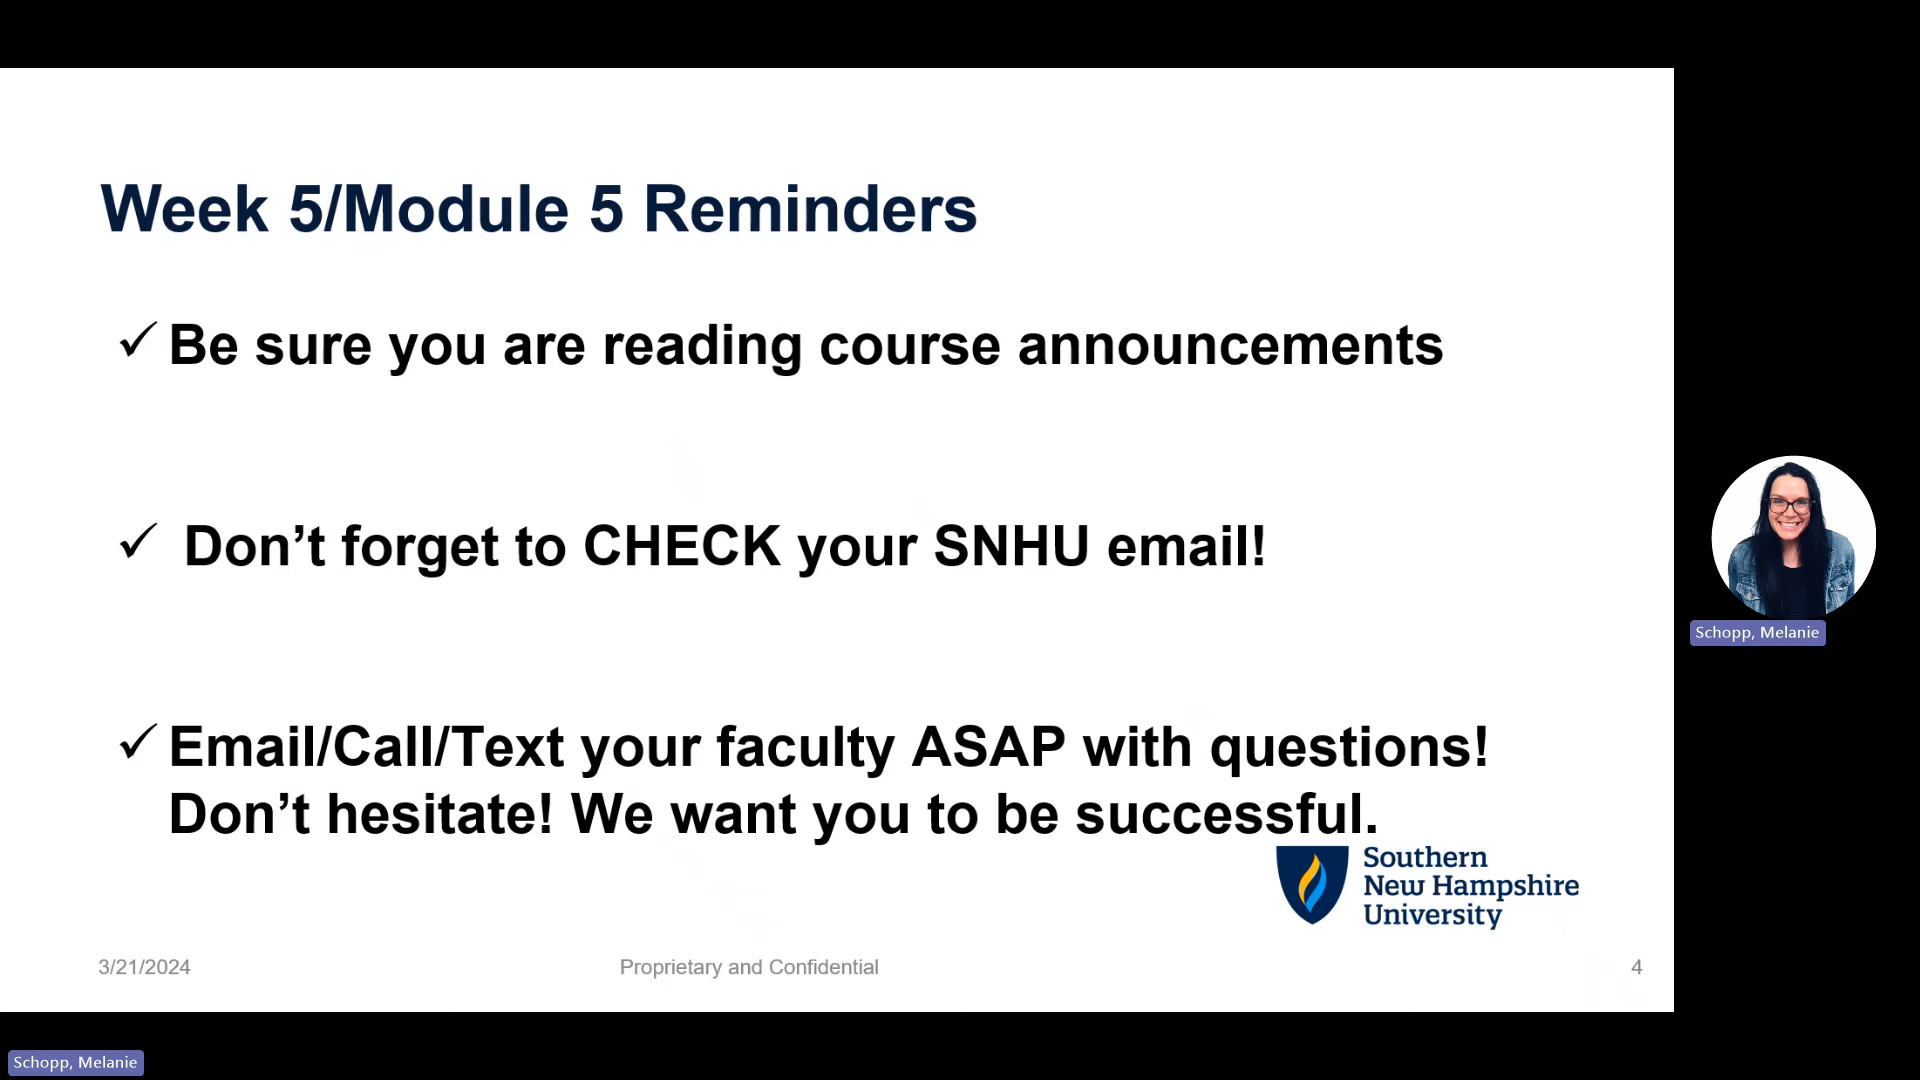 Week 5/Module 5 Reminders
✓ Be sure you are reading course announcements
✓ Don’t forget to CHECK your SNHU email!
✓ Email/Call/Text your faculty ASAP with questions!
Don’t hesitate! We want you to be successful.
Southern
New Hampshire
University
3/21/2024
Proprietary and Confidential
4
Schopp, Melanie
Schopp, Melanie